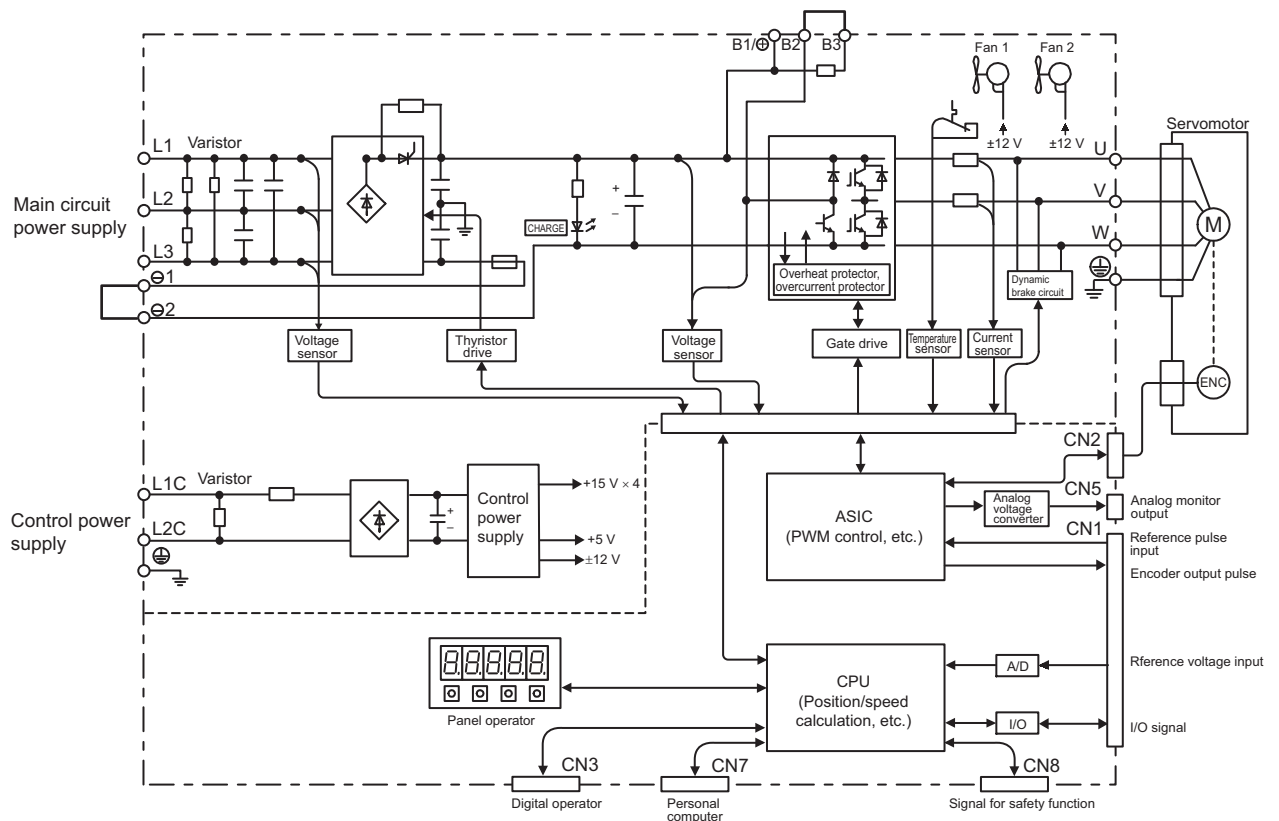 B1/⊕ B2 B3
Fan 1 Fan 2
±12 V ±12 V
Servomotor
L1 Varistor
U
L2
V
Main circuit
power supply
CHARGE
+
–
W
M
L3
⊖1
⊖2
Overheat protector,
overcurrent protector
Dynamic
brake circuit
Voltage
sensor
Thyristor
drive
Voltage
sensor
Gate drive
Temperature
sensor
Current
sensor
ENC
CN2
L1C Varistor
+15 V × 4
Control power
supply
L2C
+
–
Control
power
supply
+5 V
±12 V
ASIC
(PWM control, etc.)
Analog
voltage
converter
CN5
Analog monitor
output
CN1
Reference pulse
input
Encoder output pulse
8.8.8.8.8.
Panel operator
CPU
(Position/speed
calculation, etc.)
A/D
Rference voltage input
I/O
I/O signal
CN3
Digital operator
CN7
Personal
computer
CN8
Signal for safety function